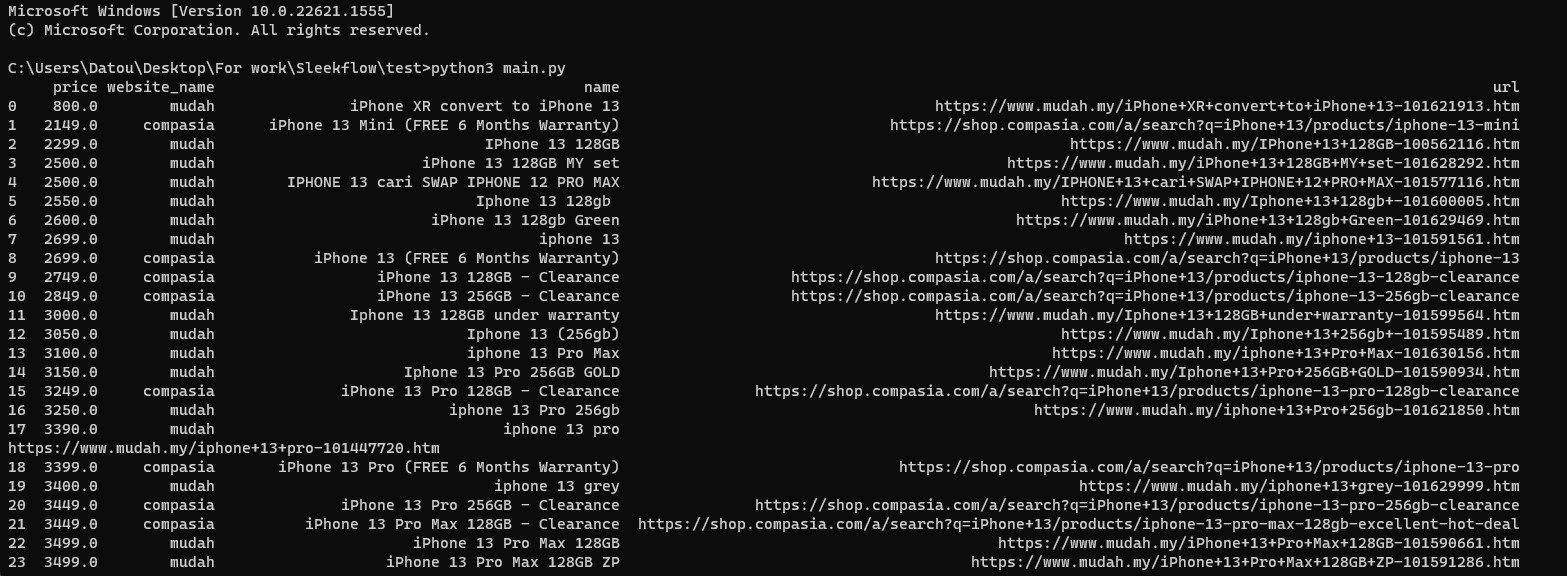 Microsoft Windows [Version 10.0.22621.1555]
(c) Microsoft Corporation. All rights reserved.
C:\Users\Datou\Desktop\For work\Sleekflow\test>python3 main.py
price website_name name url
0 800.0 mudah iPhone XR convert to iPhone 13 https://www.mudah.my/iPhone+XR+convert+to+iPhone+13-101621913.htm
1 2149.0 compasia iPhone 13 Mini (FREE 6 Months Warranty) https://shop.compasia.com/a/search?q=iPhone+13/products/iphone-13-mini
2 2299.0 mudah IPhone 13 128GB https://www.mudah.my/IPhone+13+128GB-100562116.htm
3 2500.0 mudah iPhone 13 128GB MY set https://www.mudah.my/iPhone+13+128GB+MY+set-101628292.htm
4 2500.0 mudah IPHONE 13 cari SWAP IPHONE 12 PRO MAX https://www.mudah.my/IPHONE+13+cari+SWAP+IPHONE+12+PRO+MAX-101577116.htm
5 2550.0 mudah Iphone 13 128gb https://www.mudah.my/Iphone+13+128gb+-101600005.htm
6 2600.0 mudah iPhone 13 128gb Green https://www.mudah.my/iPhone+13+128gb+Green-101629469.htm
7 2699.0 mudah iphone 13 https://www.mudah.my/iphone+13-101591561.htm
8 2699.0 compasia iPhone 13 (FREE 6 Months Warranty) https://shop.compasia.com/a/search?q=iPhone+13/products/iphone-13
9 2749.0 compasia iPhone 13 128GB - Clearance https://shop.compasia.com/a/search?q=iPhone+13/products/iphone-13-128gb-clearance
10 2849.0 compasia iPhone 13 256GB - Clearance https://shop.compasia.com/a/search?q=iPhone+13/products/iphone-13-256gb-clearance
11 3000.0 mudah Iphone 13 128GB under warranty https://www.mudah.my/Iphone+13+128GB+under+warranty-101599564.htm
12 3050.0 mudah Iphone 13 (256gb) https://www.mudah.my/Iphone+13+256gb+-101595489.htm
13 3100.0 mudah iphone 13 Pro Max https://www.mudah.my/iphone+13+Pro+Max-101630156.htm
14 3150.0 mudah Iphone 13 Pro 256GB GOLD https://www.mudah.my/Iphone+13+Pro+256GB+GOLD-101590934.htm
15 3249.0 compasia iPhone 13 Pro 128GB - Clearance https://shop.compasia.com/a/search?q=iPhone+13/products/iphone-13-pro-128gb-clearance
16 3250.0 mudah iphone 13 Pro 256gb https://www.mudah.my/iphone+13+Pro+256gb-101621850.htm
17 3390.0 mudah iphone 13 pro
https://www.mudah.my/iphone+13+pro-101447720.htm
18 3399.0 compasia iPhone 13 Pro (FREE 6 Months Warranty) https://shop.compasia.com/a/search?q=iPhone+13/products/iphone-13-pro
19 3400.0 mudah iphone 13 grey https://www.mudah.my/iphone+13+grey-101629999.htm
20 3449.0 compasia iPhone 13 Pro 256GB - Clearance https://shop.compasia.com/a/search?q=iPhone+13/products/iphone-13-pro-256gb-clearance
21 3449.0 compasia iPhone 13 Pro Max 128GB - Clearance https://shop.compasia.com/a/search?q=iPhone+13/products/iphone-13-pro-max-128gb-excellent-hot-deal
22 3499.0 mudah iPhone 13 Pro Max 128GB https://www.mudah.my/iPhone+13+Pro+Max+128GB-101590661.htm
23 3499.0 mudah iPhone 13 Pro Max 128GB ZP https://www.mudah.my/iPhone+13+Pro+Max+128GB+ZP-101591286.htm